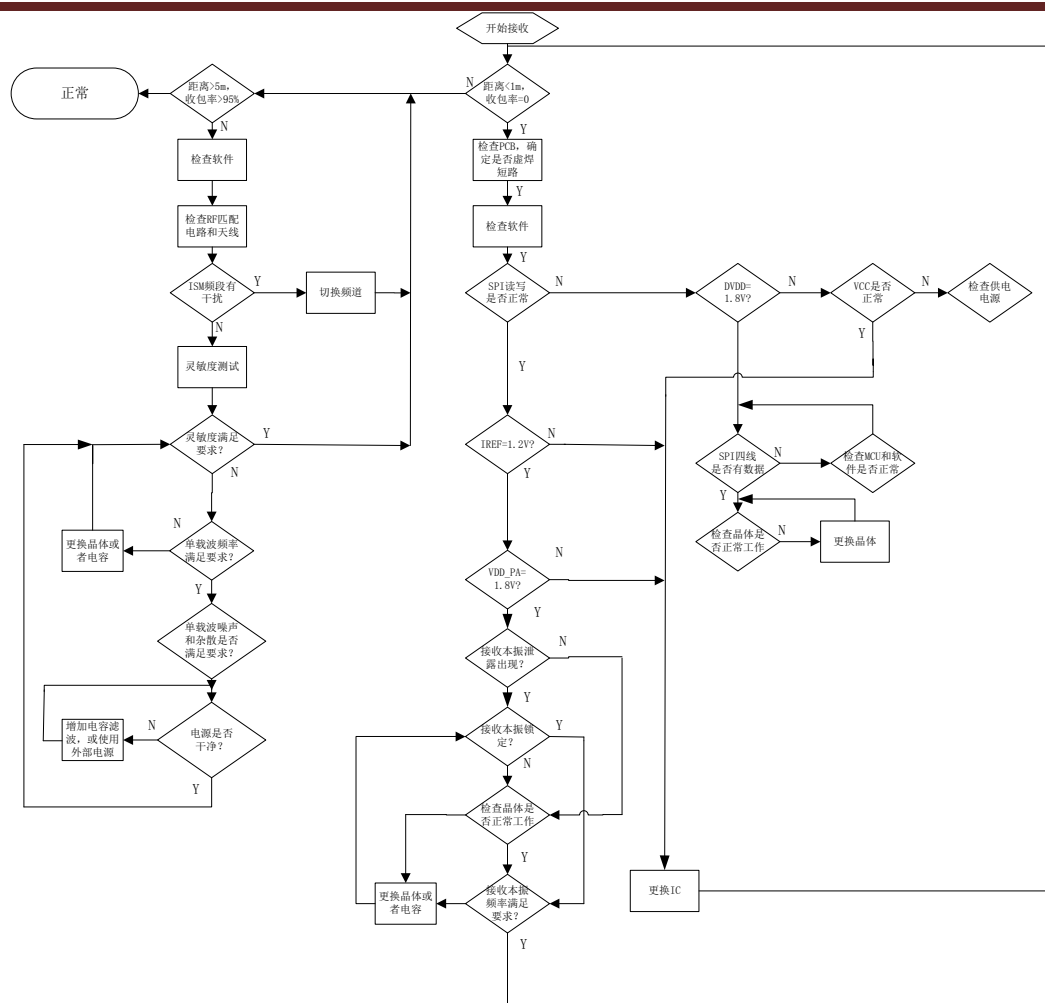 开始接收
距离<1m,
收包率=0
N
Y
距离>5m,
收包率>95%
正常
N
检查软件
检查RF匹配
电路和天线
ISM频段有
干扰
Y
切换频道
N
灵敏度测试
灵敏度满足
要求?
Y
N
单载波频率
满足要求?
N
更换晶体或
者电容
Y
单载波噪声
和杂散是否
满足要求?
电源是否
干净?
N
增加电容滤
波, 或使用
外部电源
Y
检查PCB, 确
定是否虚焊
短路
Y
检查软件
Y
SPI读写
是否正常
N
Y
IREF=1.2V?
N
Y
VDD_PA=
1.8V?
N
Y
接收本振泄
露出现?
N
Y
接收本振锁
定?
Y
N
检查晶体是
否正常工作
Y
接收本振
频率满足
要求?
更换晶体或
者电容
Y
DVDD=
1.8V?
N
VCC是否
正常
N
检查供电
电源
Y
SPI四线
是否有数据
N
检查MCU和软
件是否正常
Y
检查晶体是
否正常工作
N
更换晶体
更换IC